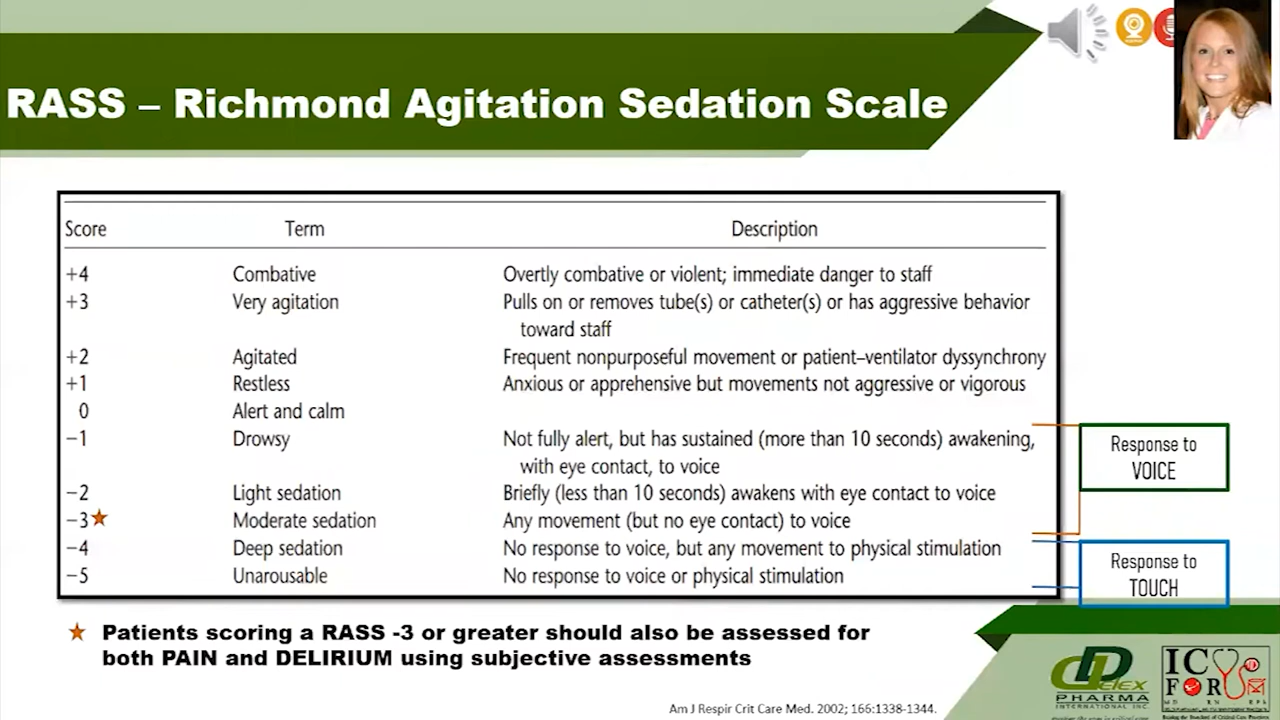 RASS – Richmond Agitation Sedation Scale
Score Term Description
+4 Combative Overtly combative or violent; immediate danger to staff
+3 Very agitation Pulls on or removes tube(s) or catheter(s) or has aggressive behavior
toward staff
+2 Agitated Frequent nonpurposeful movement or patient–ventilator dyssynchrony
+1 Restless Anxious or apprehensive but movements not aggressive or vigorous
0 Alert and calm
−1 Drowsy Not fully alert, but has sustained (more than 10 seconds) awakening,
with eye contact, to voice
−2 Light sedation Briefly (less than 10 seconds) awakens with eye contact to voice
−3 Moderate sedation Any movement (but no eye contact) to voice
−4 Deep sedation No response to voice, but any movement to physical stimulation
−5 Unarousable No response to voice or physical stimulation
Response to
VOICE
Response to
TOUCH
Patients scoring a RASS -3 or greater should also be assessed for
both PAIN and DELIRIUM using subjective assessments
Am J Respir Crit Care Med. 2002; 166:1338-1344.
PHARMA
INTERNATIONAL INC
IC
FOR